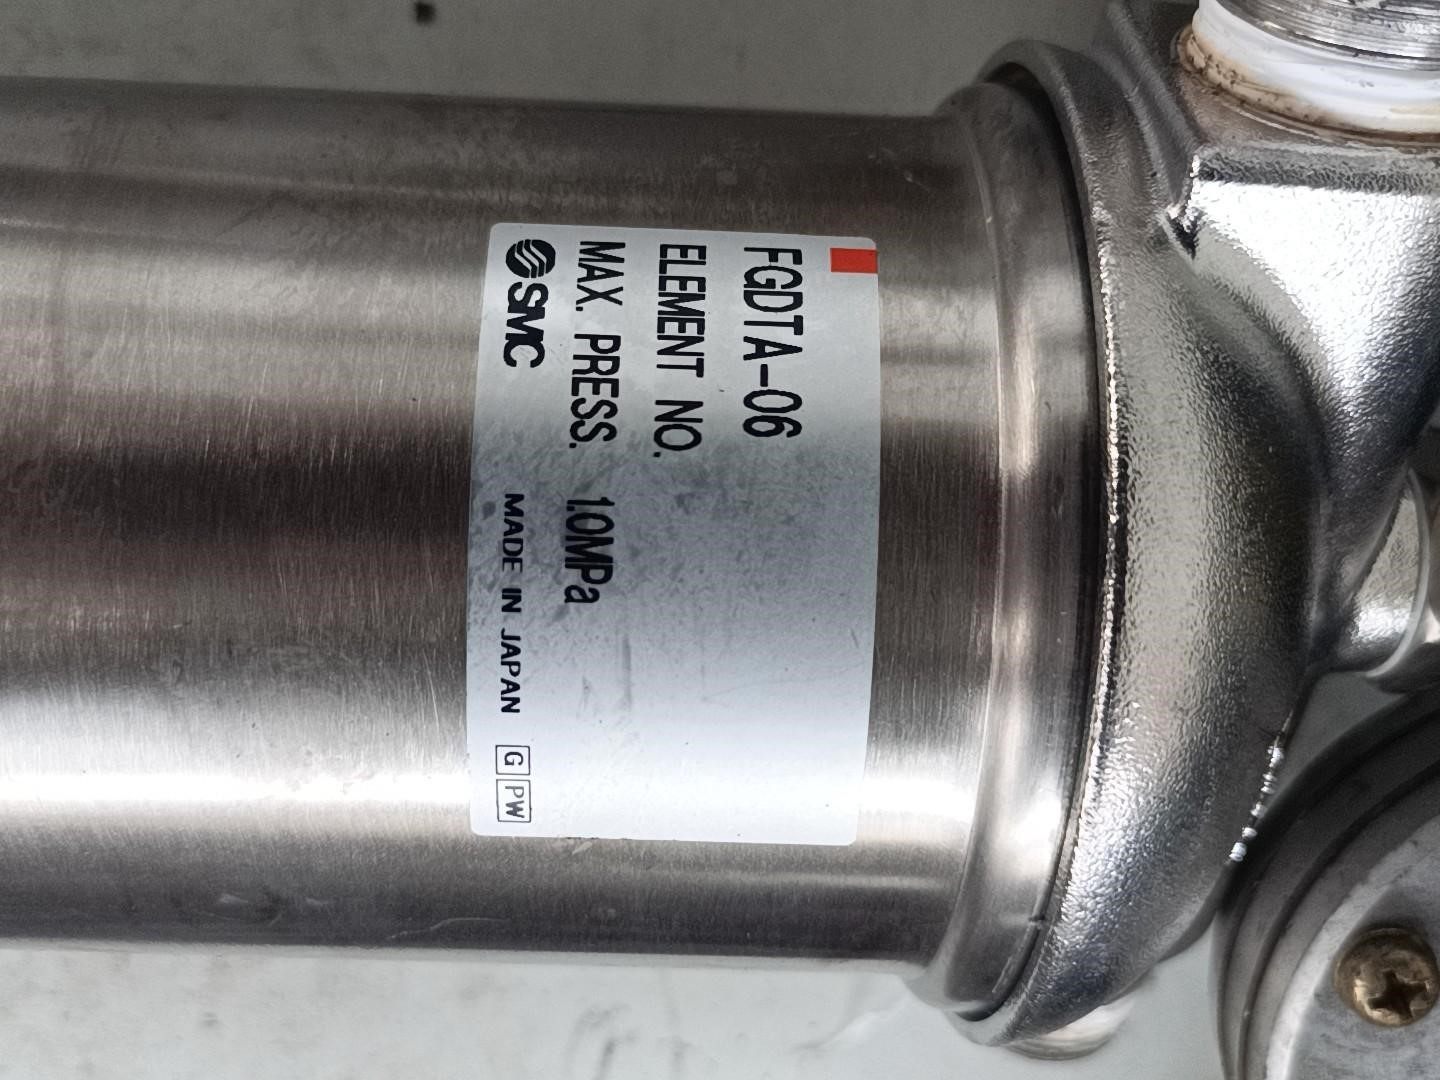 FGDTA-06
ELEMENT NO.
MAX. PRESS. 1.0MPa
SMC MADE IN JAPAN G PW